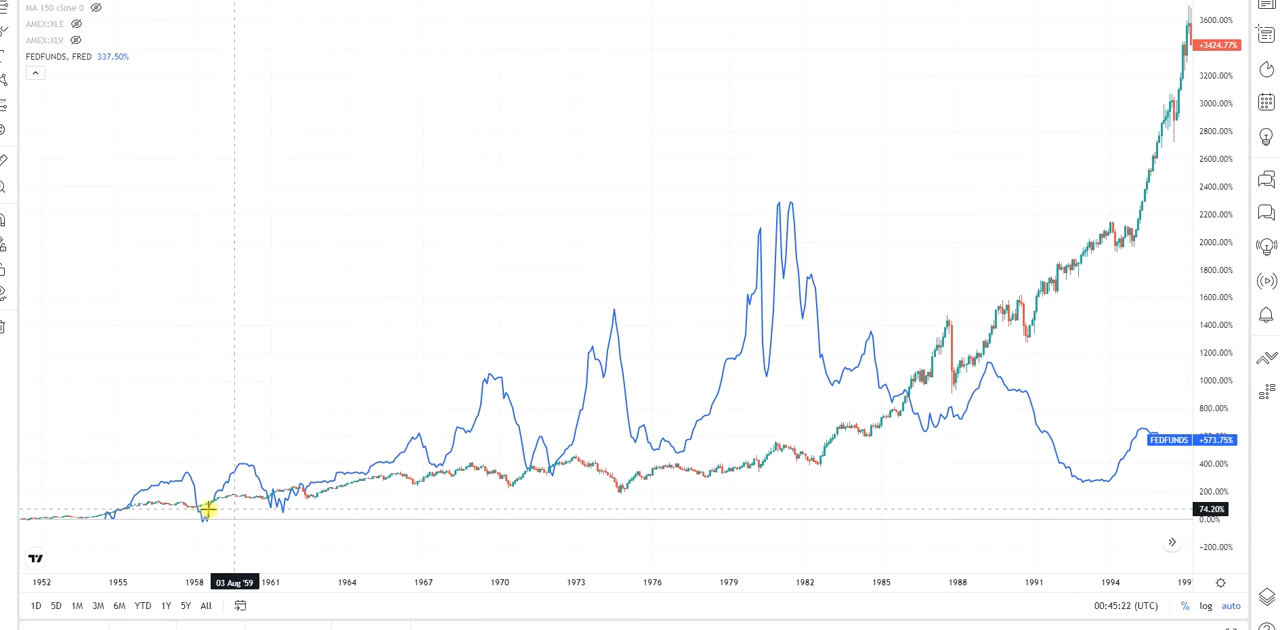 MA 150 close 0
AMEX:XLE
AMEX:XLV
FEDFUNDS, FRED 337.50%
3600.00%
+3424.77%
3200.00%
3000.00%
2800.00%
2600.00%
2400.00%
2200.00%
2000.00%
1800.00%
1600.00%
1400.00%
1200.00%
1000.00%
800.00%
FEDFUNDS +573.75%
400.00%
200.00%
74.20%
0.00%
−200.00%
1952 1955 1958 03 Aug '59 1961 1964 1967 1970 1973 1976 1979 1982 1985 1988 1991 1994
1D 5D 1M 3M 6M YTD 1Y 5Y All 00:45:22 (UTC) % log auto